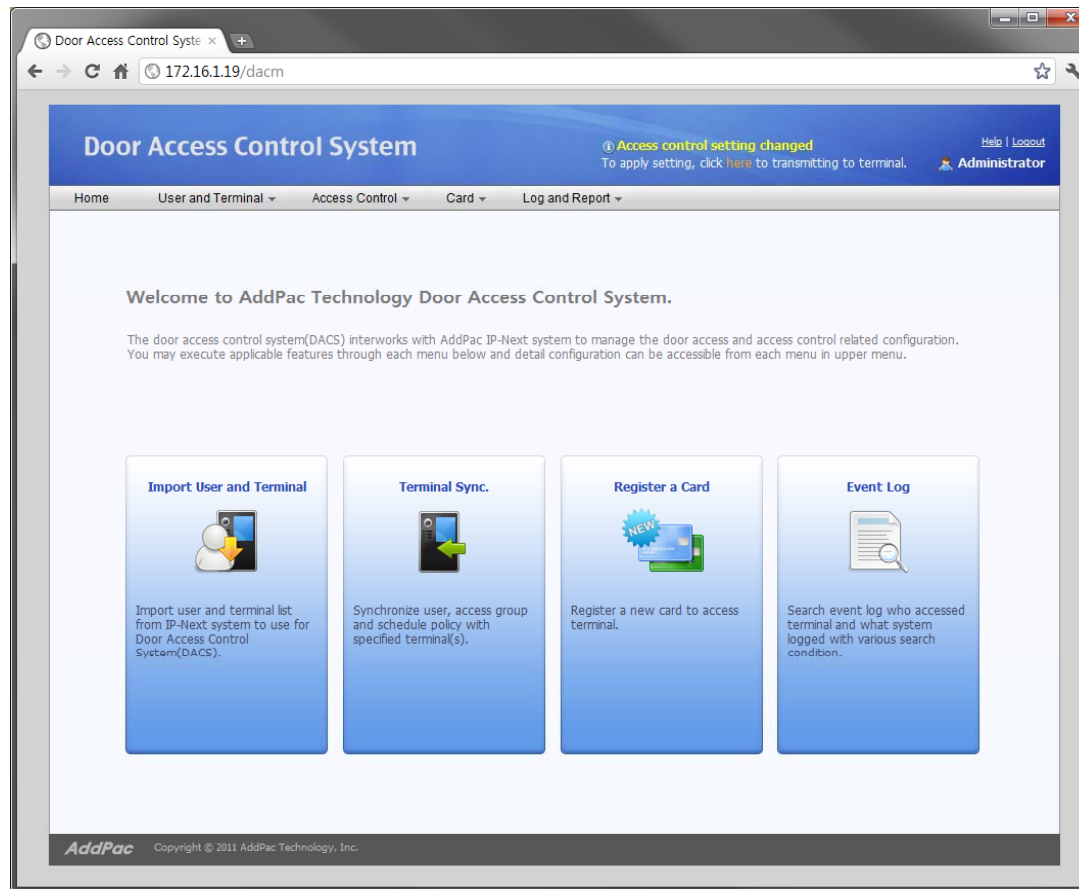 Door Access Control Syste
172.16.1.19/dacm
Door Access Control System
Access control setting changed
To apply setting, click here to transmitting to terminal.
Help | Logout
Administrator
Home
User and Terminal
Access Control
Card
Log and Report
Welcome to AddPac Technology Door Access Control System.
The door access control system(DACS) interworks with AddPac IP-Next system to manage the door access and access control related configuration.
You may execute applicable features through each menu below and detail configuration can be accessible from each menu in upper menu.
Import User and Terminal
Import user and terminal list
from IP-Next system to use for
Door Access Control
System(DACS).
Terminal Sync.
Synchronize user, access group
and schedule policy with
specified terminal(s).
Register a Card
NEW
Register a new card to access
terminal.
Event Log
Search event log who accessed
terminal and what system
logged with various search
condition.
AddPac
Copyright © 2011 AddPac Technology, Inc.